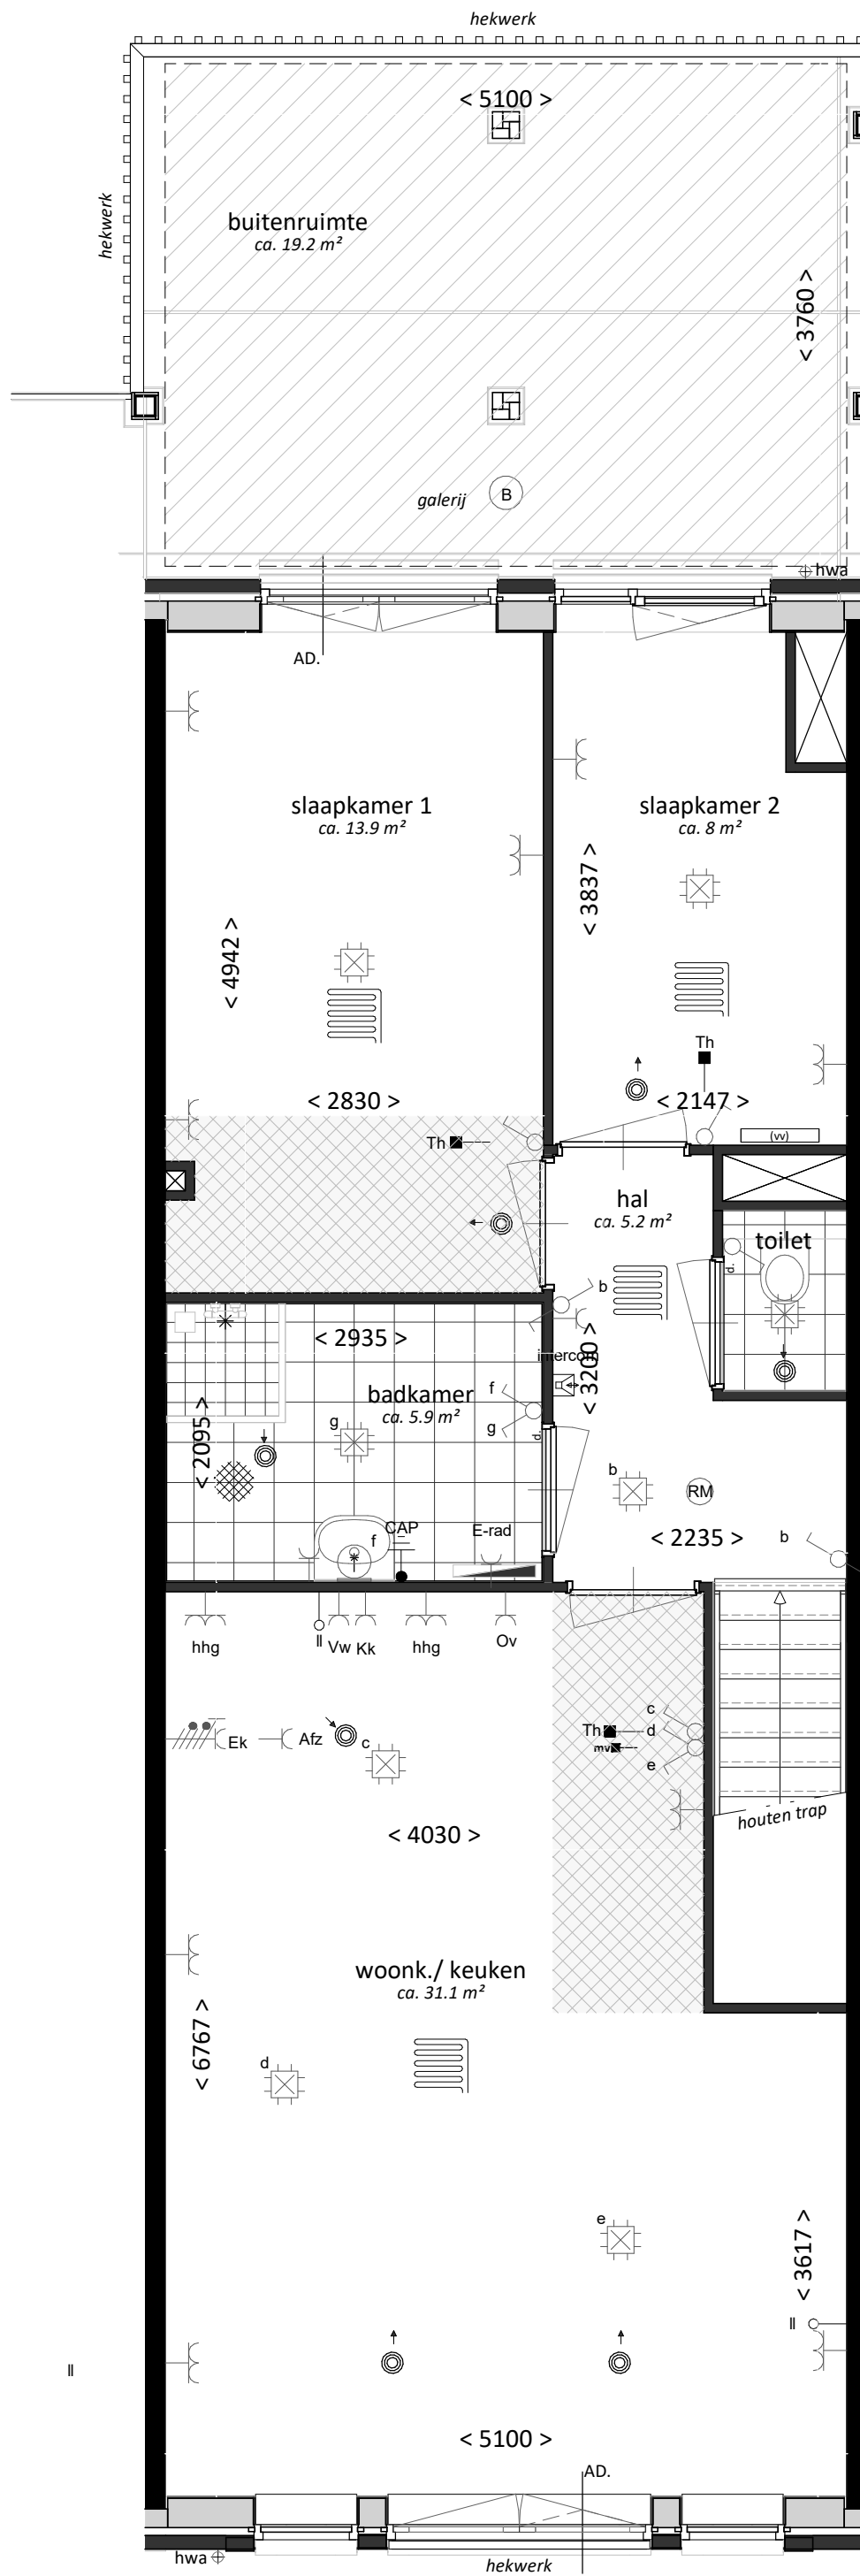 hekwerk
< 5100 >
hekwerk
buitenruimte
ca. 19.2 m²
< 3760 >
galerij
B
hwa
AD.
slaapkamer 1
ca. 13.9 m²
slaapkamer 2
ca. 8 m²
< 3837 >
< 4942 >
Th
< 2830 >
< 2147 >
Th
(vv)
hal
ca. 5.2 m²
toilet
d.
b
< 2935 >
intercom
< 3200 >
badkamer
ca. 5.9 m²
f
g
g
d.
< 2095 >
b
RM
CAP
f
E-rad
< 2235 >
b
hhg
II
Vw
Kk
hhg
Ov
Ek
Afz
c
Th
mv
c
d
e
houten trap
< 4030 >
woonk./ keuken
ca. 31.1 m²
< 6767 >
d
e
< 3617 >
II
II
< 5100 >
AD.
hwa
hekwerk